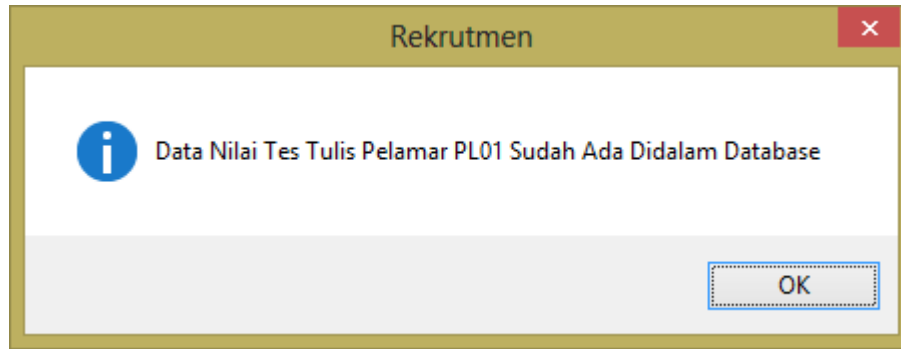 Rekrutmen
Data Nilai Tes Tulis Pelamar PL01 Sudah Ada Didalam Database
OK